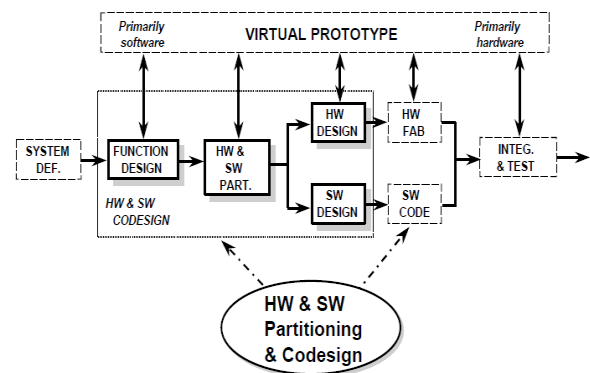 Primarily
software
VIRTUAL PROTOTYPE
Primarily
hardware
SYSTEM
DEF.
FUNCTION
DESIGN
HW &
SW
PART.
HW
DESIGN
HW
FAB
SW
DESIGN
SW
CODE
INTEG.
& TEST
HW & SW
CODESIGN
HW & SW
Partitioning
& Codesign